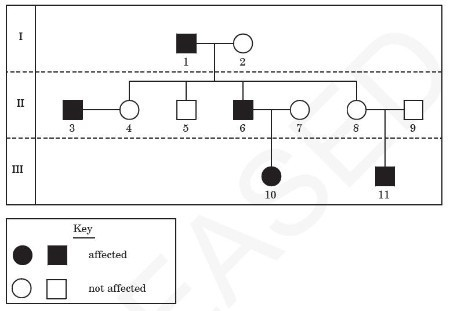 I
1 2
II
3 4 5 6 7 8 9
III
10 11
Key
affected
not affected